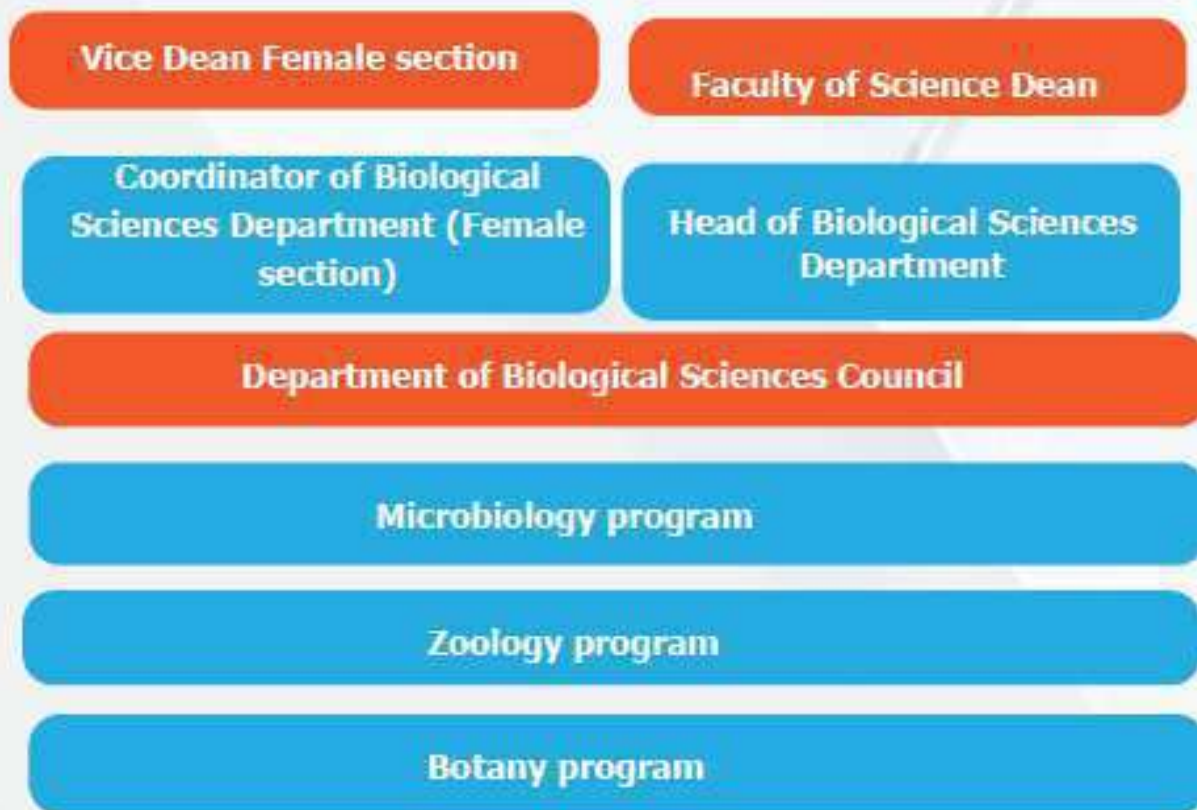 Vice Dean Female section
Faculty of Science Dean
Coordinator of Biological
Sciences Department (Female
section)
Head of Biological Sciences
Department
Department of Biological Sciences Council
Microbiology program
Zoology program
Botany program